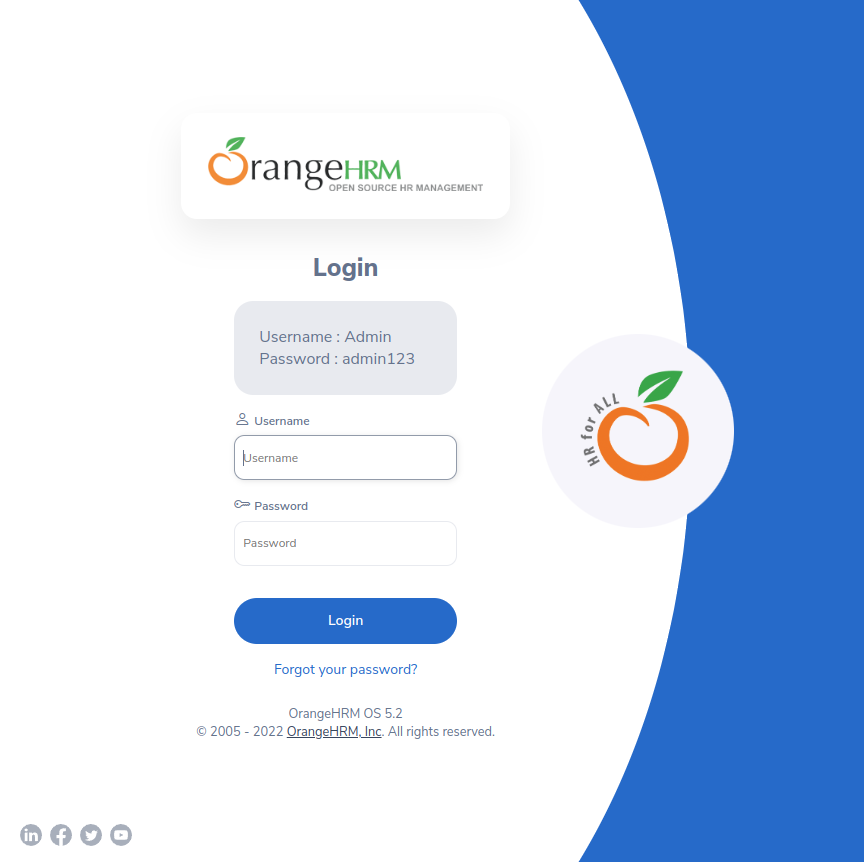 OrangeHRM
OPEN SOURCE HR MANAGEMENT
Login
Username : Admin
Password : admin123
Username
Username
Password
Password
Login
Forgot your password?
OrangeHRM OS 5.2
© 2005 - 2022 OrangeHRM, Inc. All rights reserved.
HR for ALL